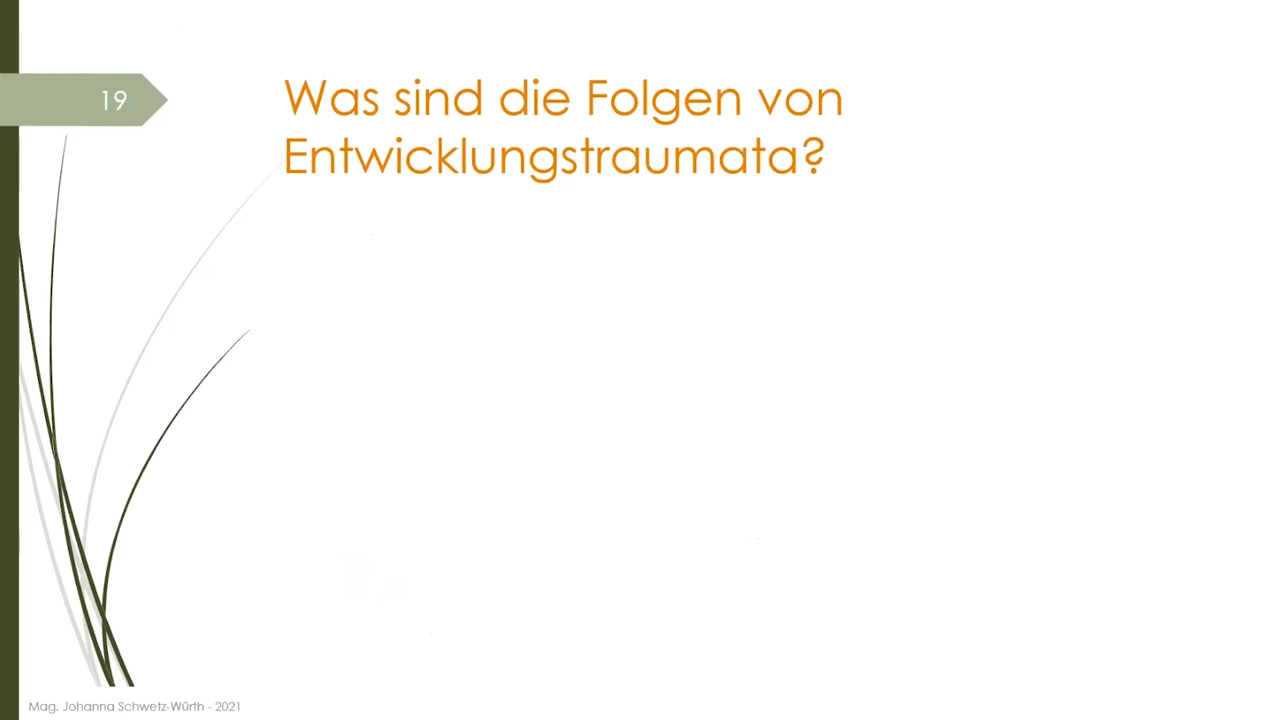 19
Was sind die Folgen von
Entwicklungstraumata?
Mag. Johanna Schwetz-Würth - 2021